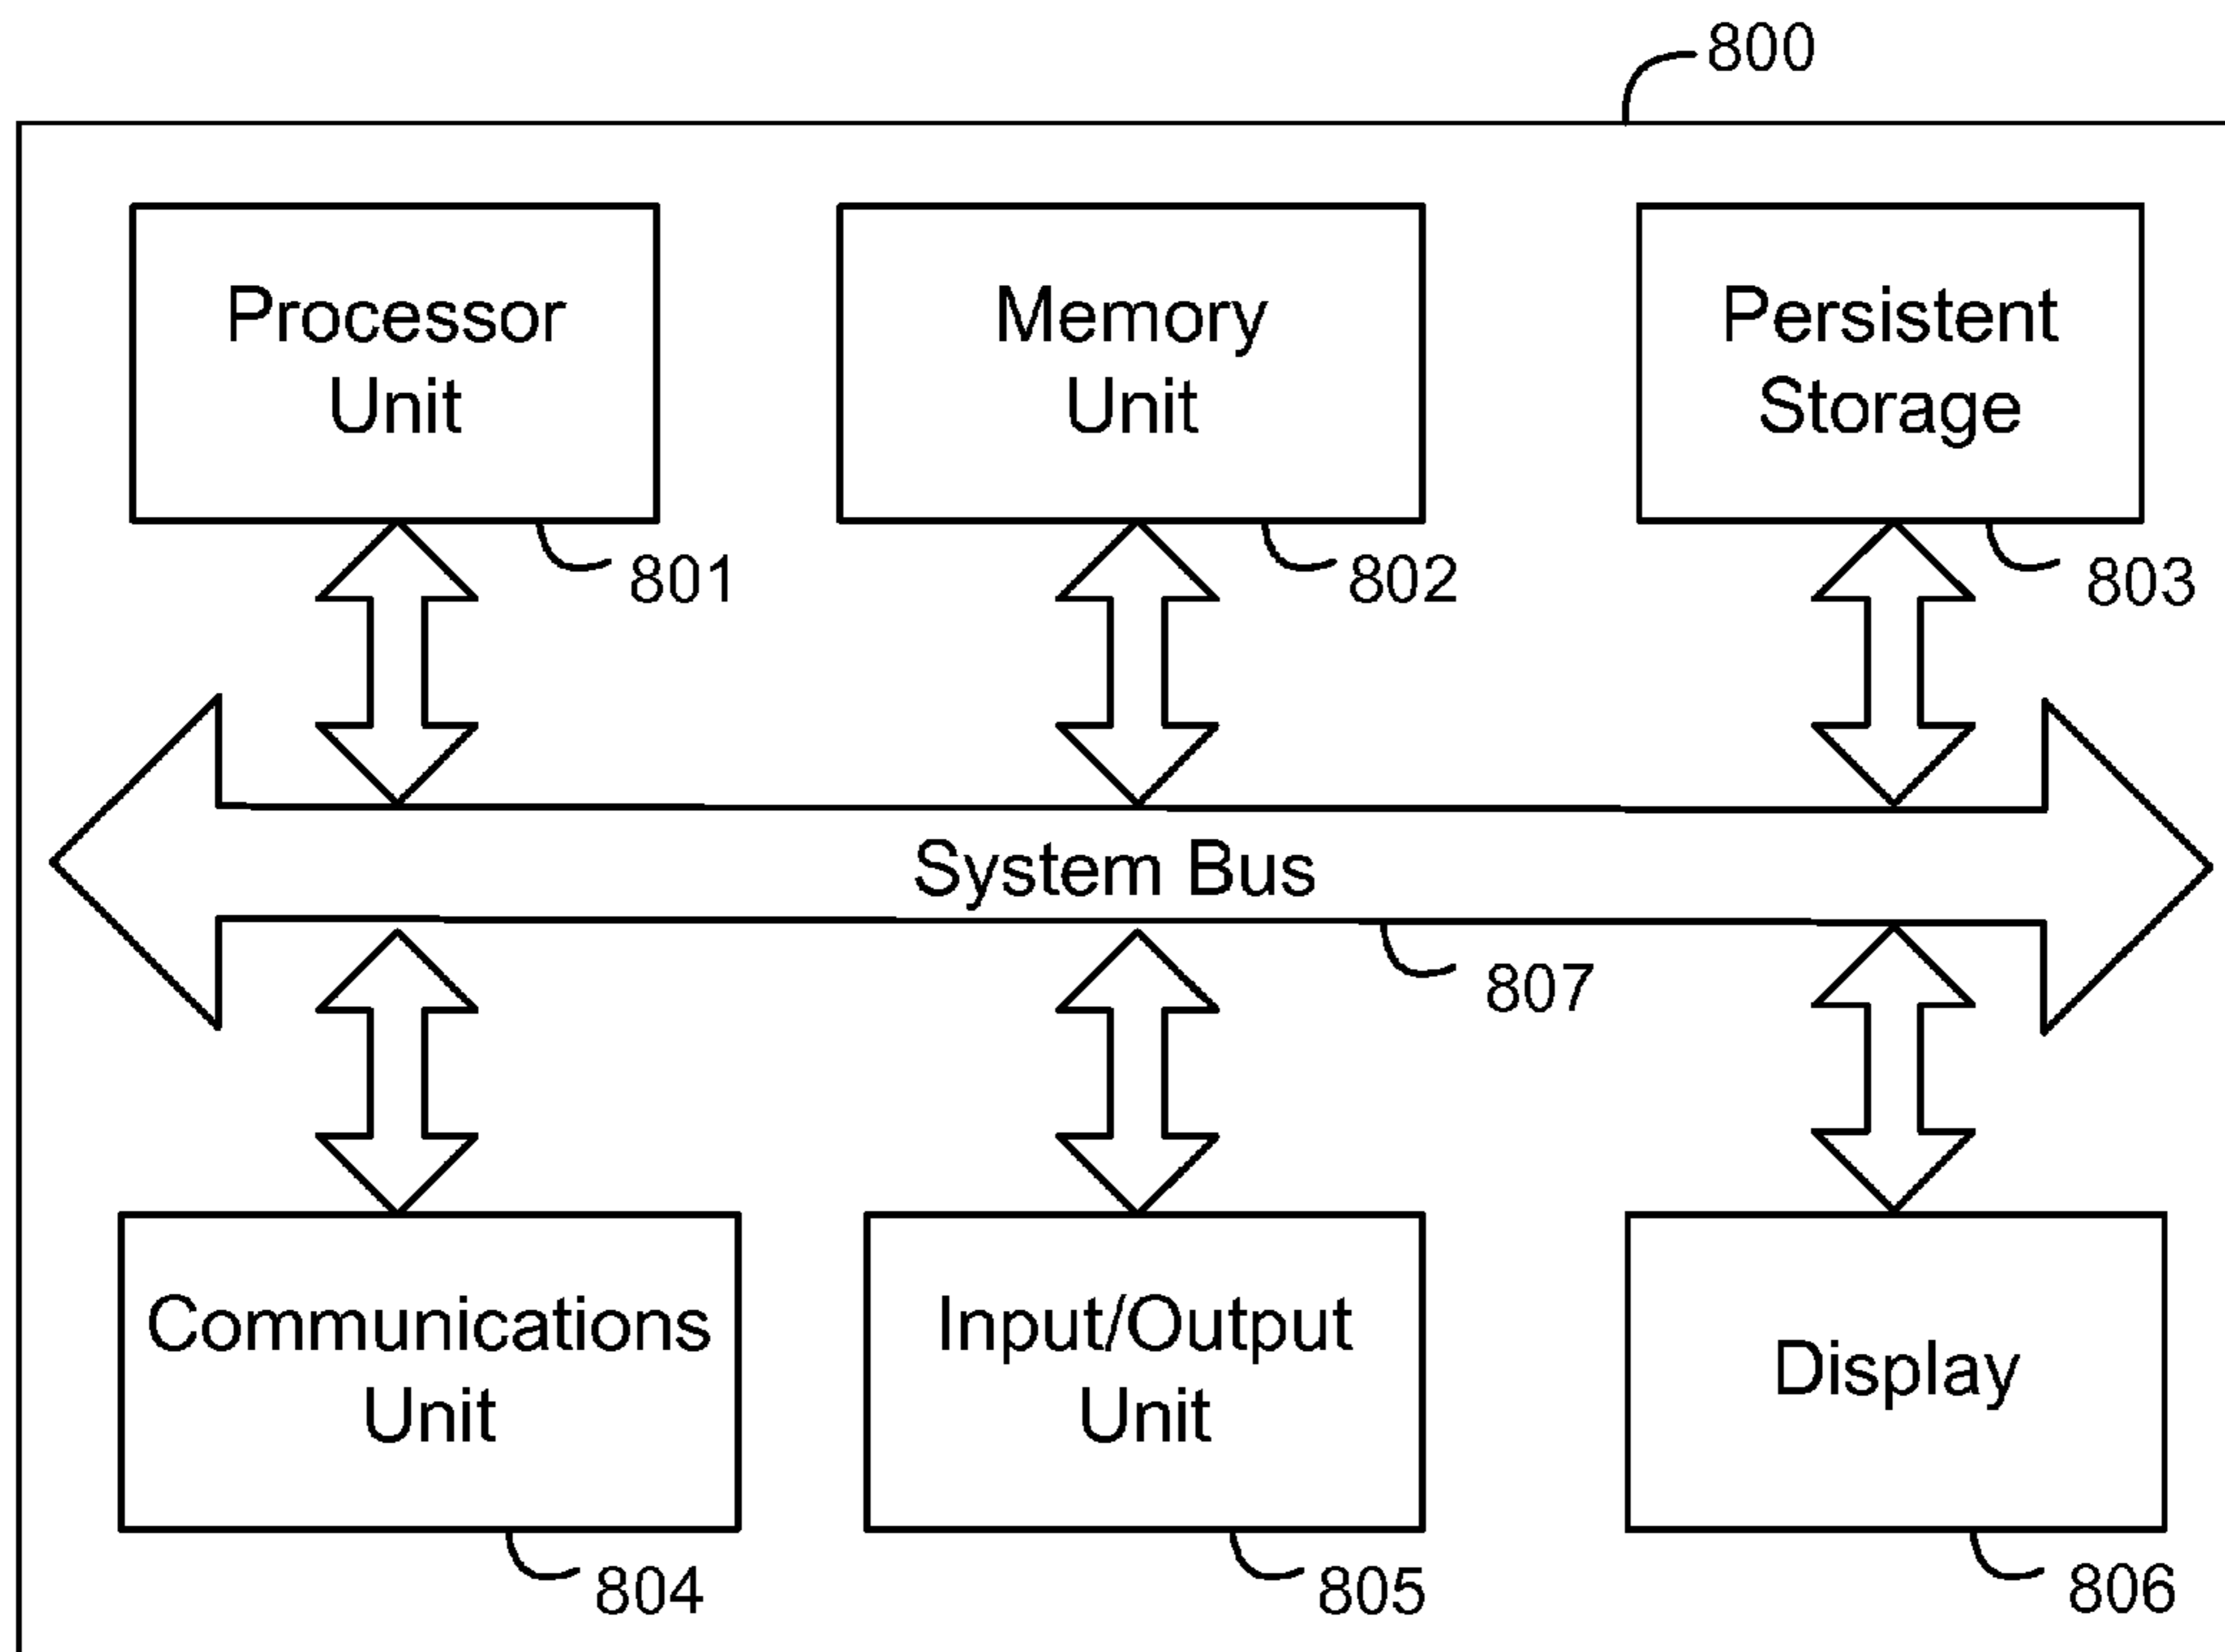 800
Processor
Unit
801
Memory
Unit
802
Persistent
Storage
803
System Bus
807
Communications
Unit
804
Input/Output
Unit
805
Display
806